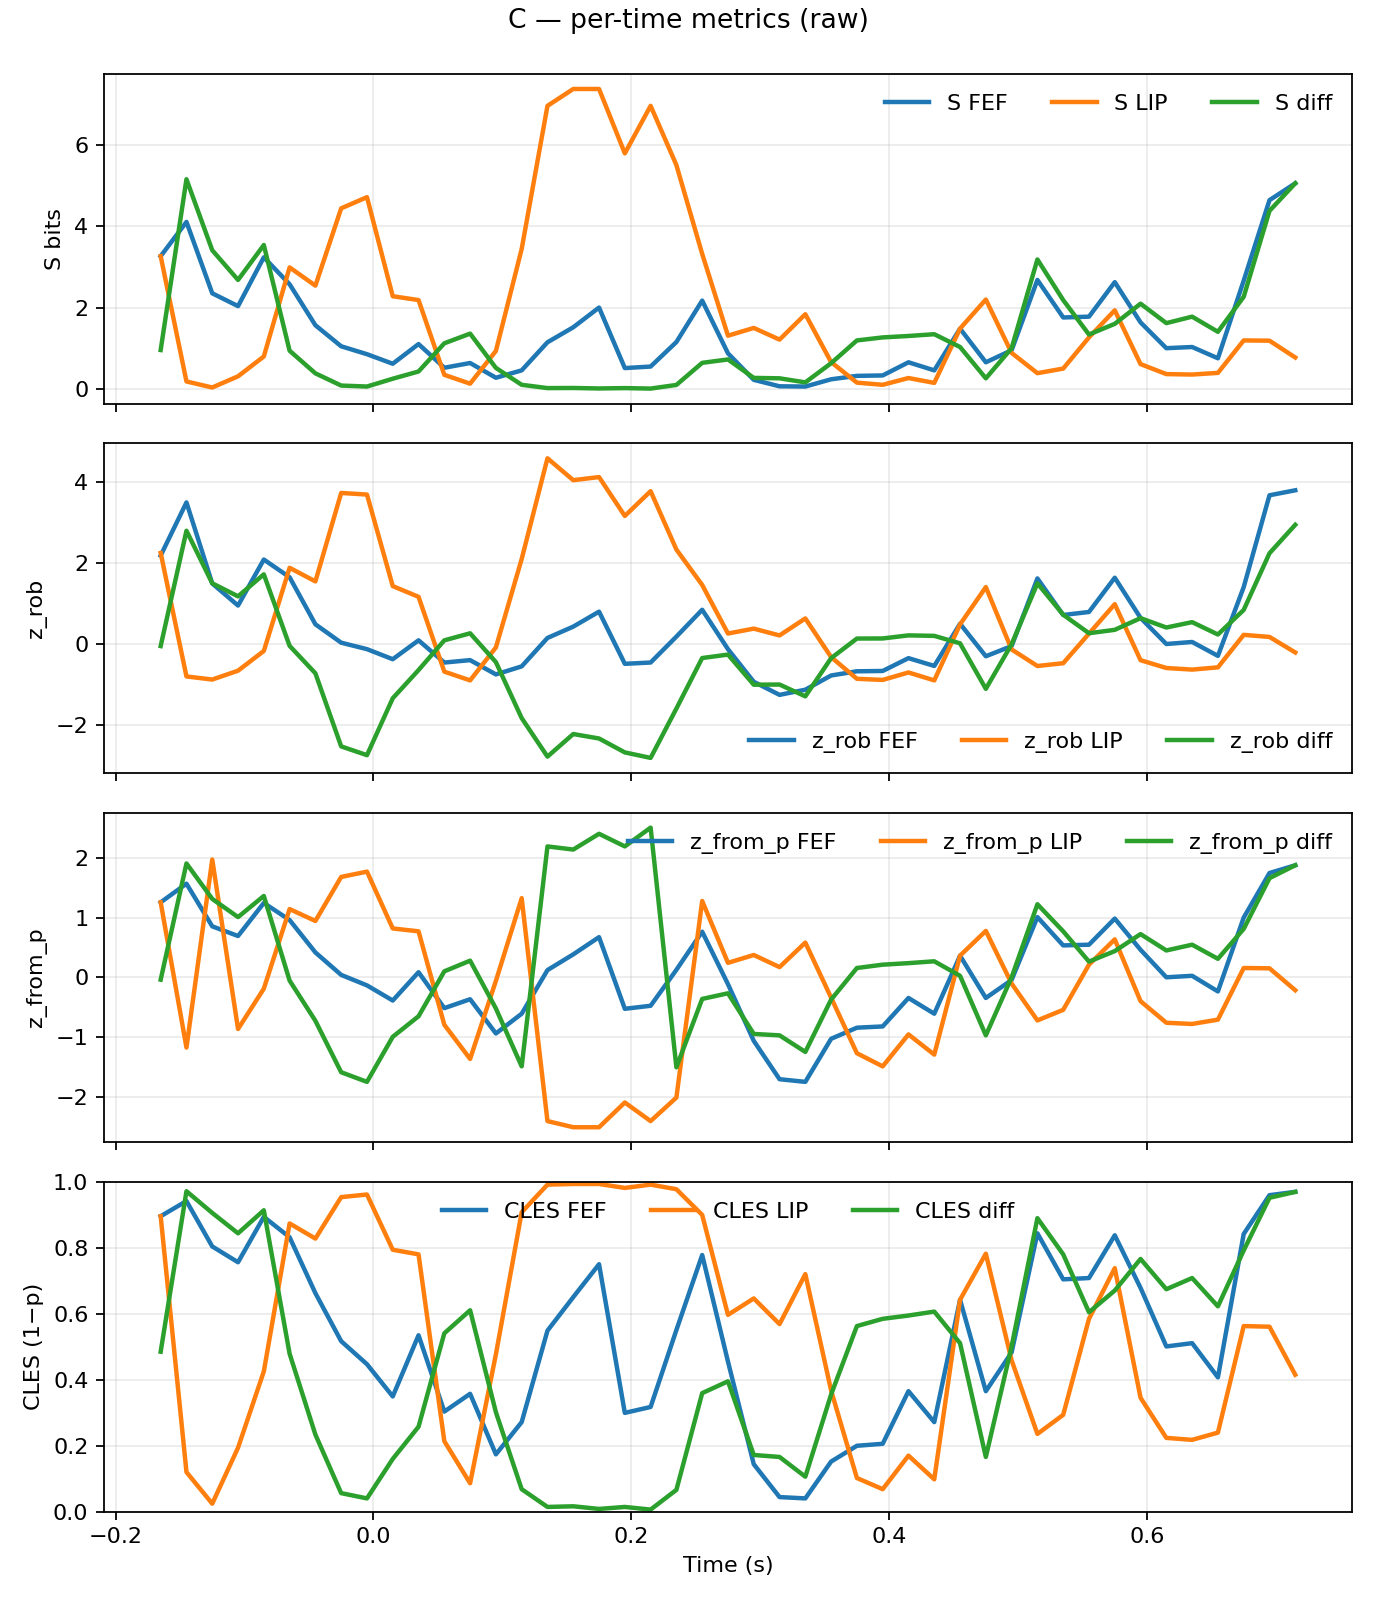 C — per-time metrics (raw)
S bits
6
4
2
0
S FEF
S LIP
S diff
z_rob
4
2
0
−2
z_rob FEF
z_rob LIP
z_rob diff
z_from_p
2
1
0
−1
−2
z_from_p FEF
z_from_p LIP
z_from_p diff
CLES (1−p)
1.0
0.8
0.6
0.4
0.2
0.0
CLES FEF
CLES LIP
CLES diff
−0.2
0.0
0.2
0.4
0.6
Time (s)